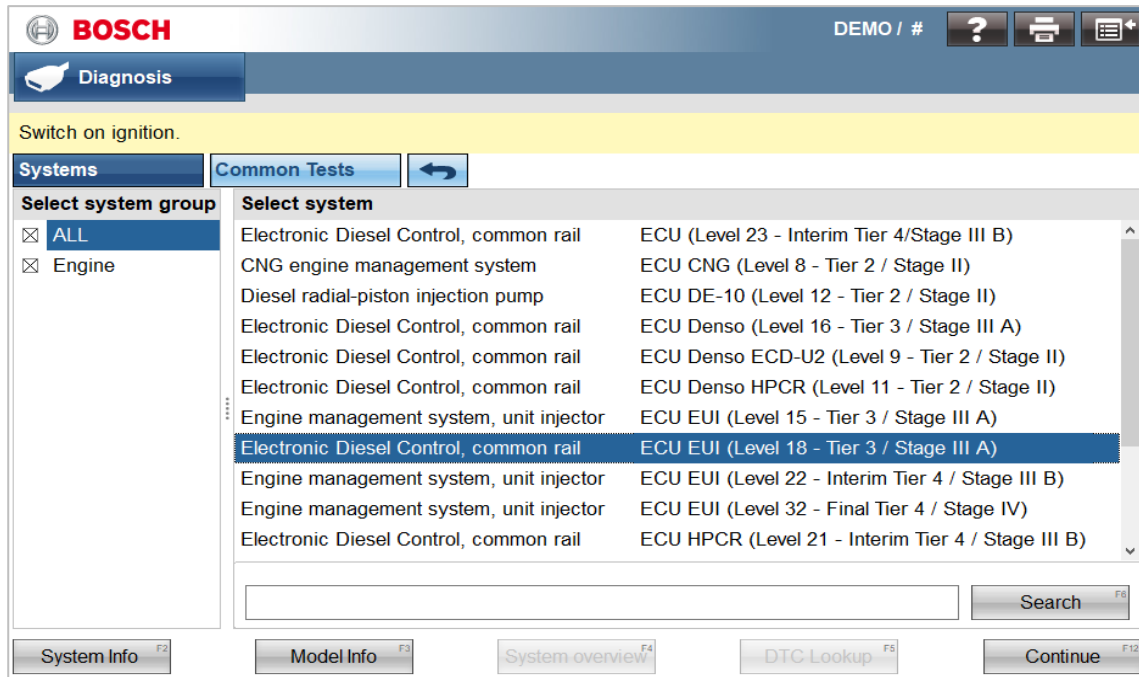 BOSCH
DEMO / #
?
Diagnosis
Switch on ignition.
Systems
Common Tests
Select system group
Select system
ALL
Engine
Electronic Diesel Control, common rail ECU (Level 23 - Interim Tier 4/Stage III B)
CNG engine management system ECU CNG (Level 8 - Tier 2 / Stage II)
Diesel radial-piston injection pump ECU DE-10 (Level 12 - Tier 2 / Stage II)
Electronic Diesel Control, common rail ECU Denso (Level 16 - Tier 3 / Stage III A)
Electronic Diesel Control, common rail ECU Denso ECD-U2 (Level 9 - Tier 2 / Stage II)
Electronic Diesel Control, common rail ECU Denso HPCR (Level 11 - Tier 2 / Stage II)
Engine management system, unit injector ECU EUI (Level 15 - Tier 3 / Stage III A)
Electronic Diesel Control, common rail ECU EUI (Level 18 - Tier 3 / Stage III A)
Engine management system, unit injector ECU EUI (Level 22 - Interim Tier 4 / Stage III B)
Engine management system, unit injector ECU EUI (Level 32 - Final Tier 4 / Stage IV)
Electronic Diesel Control, common rail ECU HPCR (Level 21 - Interim Tier 4 / Stage III B)
Search F6
System Info F2
Model Info F3
System overview F4
DTC Lookup F5
Continue F12